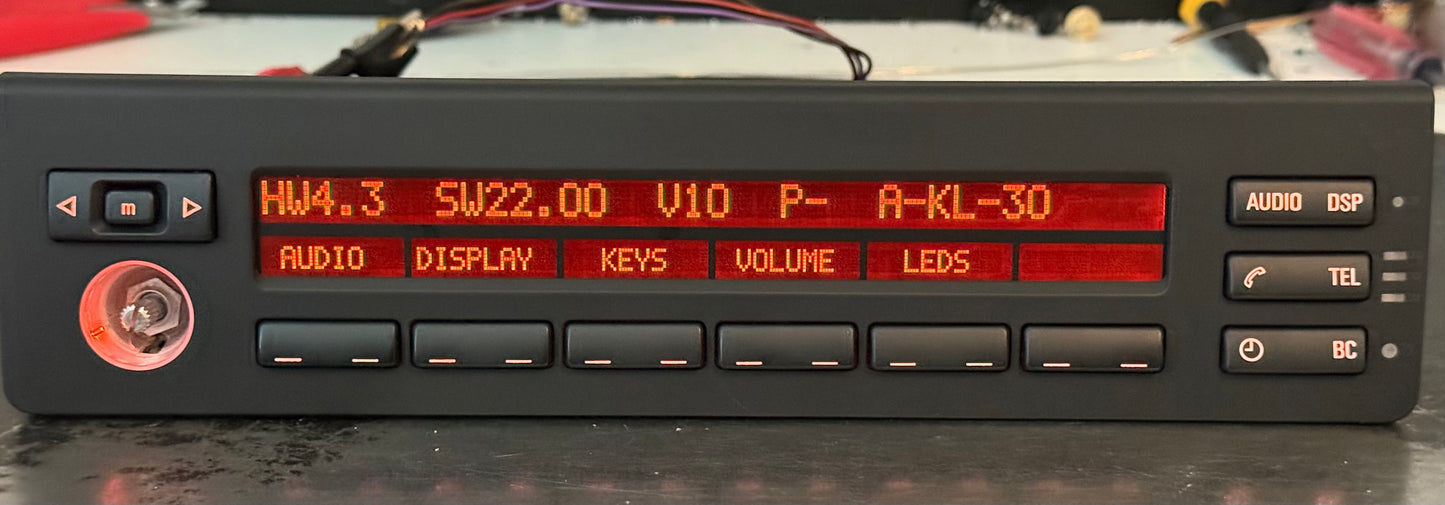 HW4.3 SW22.00 V10 P- A-KL-30
m
AUDIO DSP
AUDIO DISPLAY KEYS VOLUME LEDS
TEL
BC